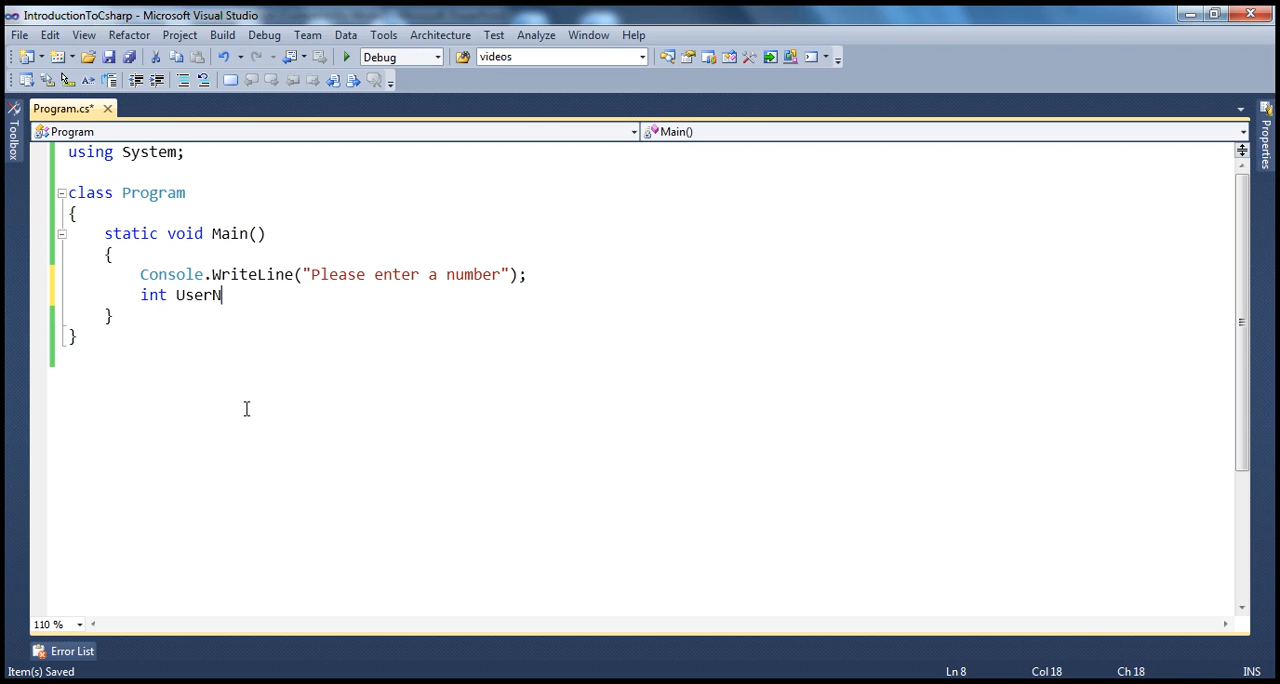 IntroductionToCsharp - Microsoft Visual Studio
File Edit View Refactor Project Build Debug Team Data Tools Architecture Test Analyze Window Help
Debug videos
Program.cs*
Toolbox
Properties
Program Main()
using System;
class Program
{
static void Main()
{
Console.WriteLine("Please enter a number");
int UserN
}
}
110 %
Error List
Item(s) Saved Ln 8 Col 18 Ch 18 INS